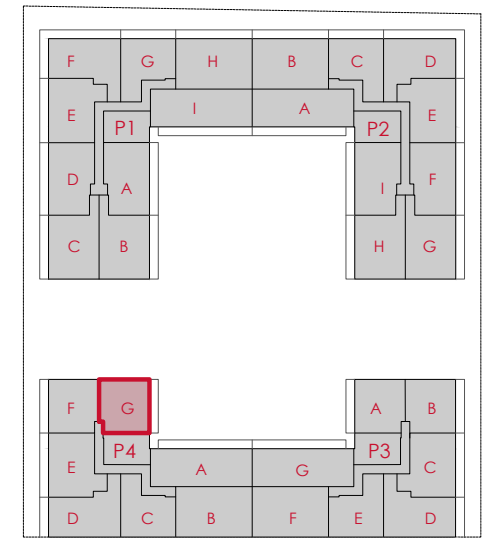 F G H B C D
I A
E P1 P2 E
D A I F
C B H G
F G A B
P4 P3
E A G C
D C B F E D